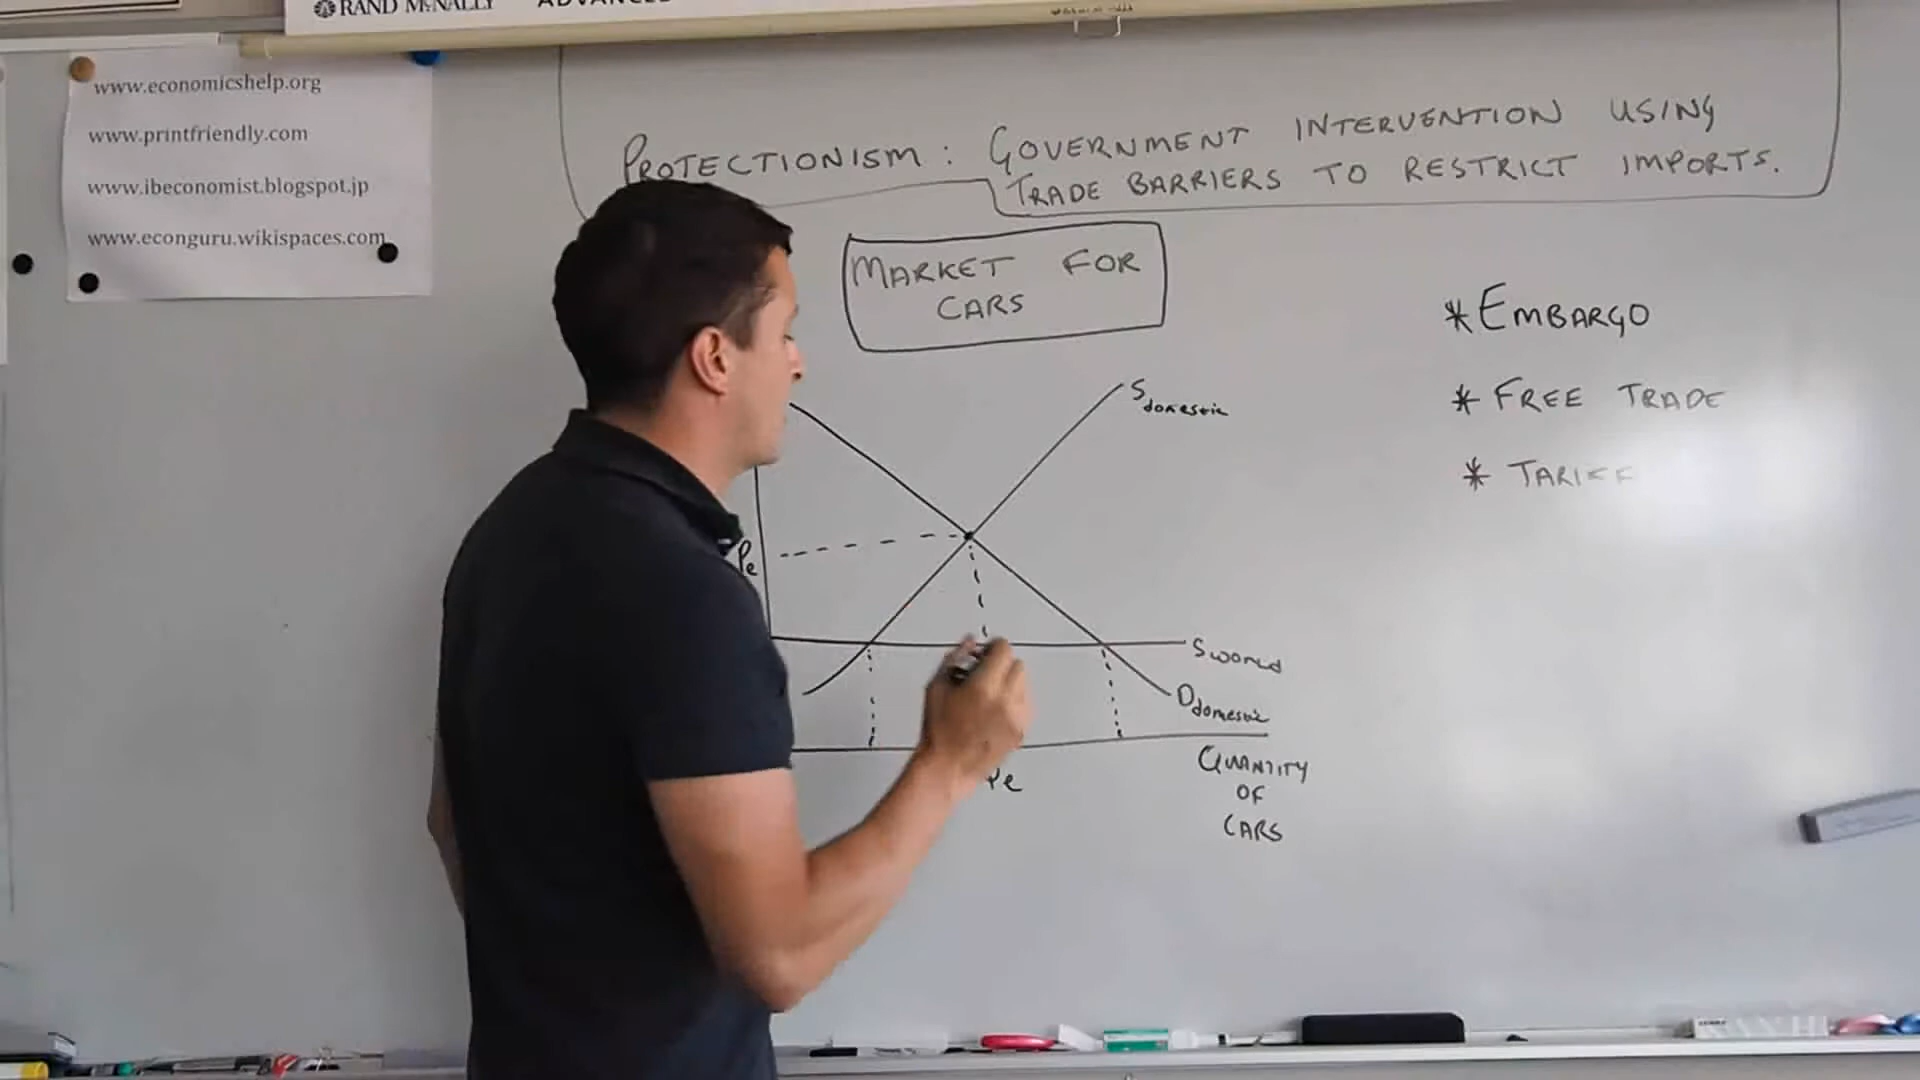 RAND McNALLY
www.economicshelp.org
www.printfriendly.com
www.ibeconomist.blogspot.jp
www.econguru.wikispaces.com
PROTECTIONISM: GOVERNMENT INTERVENTION USING
TRADE BARRIERS TO RESTRICT IMPORTS.
MARKET FOR
CARS
* EMBARGO
* FREE TRADE
* TARIFF
S domestic
Pe
S WORLD
D domestic
QUANTITY
OF
CARS